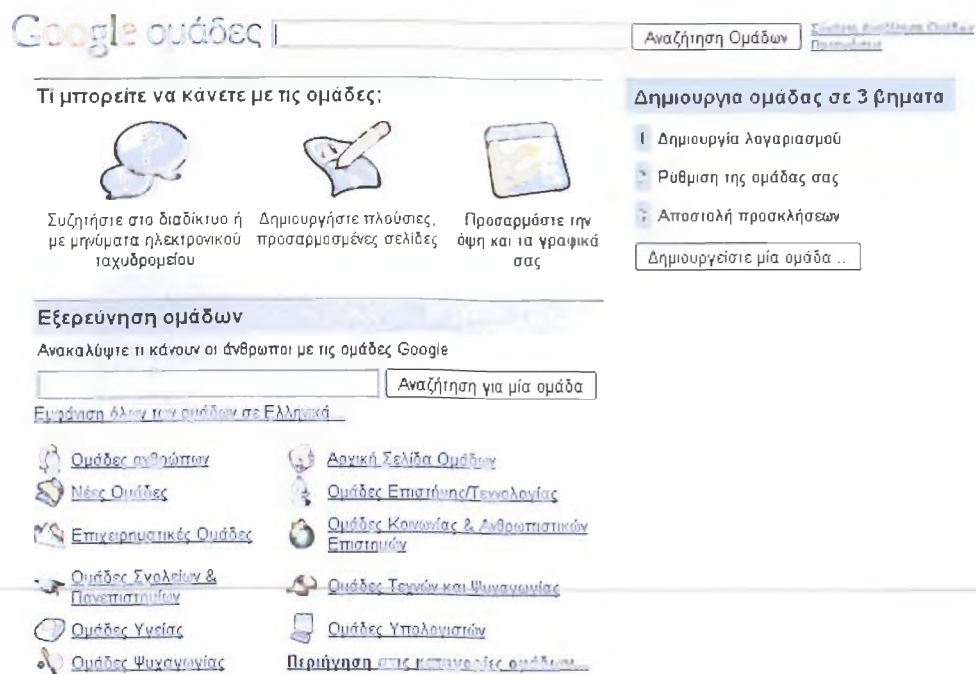 Google ομάδες
Αναζήτηση Ομάδων
Τι μπορείτε να κάνετε με τις ομάδες;
Συζητήστε στο διαδίκτυο ή
με μηνύματα ηλεκτρονικού
ταχυδρομείου
Δημιουργήστε πλούσιες,
προσαρμοσμένες σελίδες
Προσαρμόστε την
όψη και τα γραφικά
σας
Δημιουργια ομάδας σε 3 βηματα
1 Δημιουργία λογαριασμού
2 Ρύθμιση της ομάδας σας
3 Αποστολή προσκλήσεων
Δημιουργείστε μία ομάδα ..
Εξερεύνηση ομάδων
Ανακαλύψτε τι κάνουν οι άνθρωποι με τις ομάδες Google
Αναζήτηση για μία ομάδα
Εμφάνιση όλων των ομάδων σε Ελληνικά...
Ομάδες ανθρώπων
Νέες Ομάδες
Επιχειρηματικές Ομάδες
Ομάδες Σχολείων &
Πανεπιστημίων
Ομάδες Υγείας
Ομάδες Ψυχαγωγίας
Αρχική Σελίδα Ομάδων
Ομάδες Επιστήμης/Τεχνολογίας
Ομάδες Κοινωνίας & Ανθρωπιστικών
Επιστημών
Ομάδες Τεχνών και Ψυχαγωγίας
Ομάδες Υπολογιστών
Περιήγηση στις κατηγορίες ομάδων...